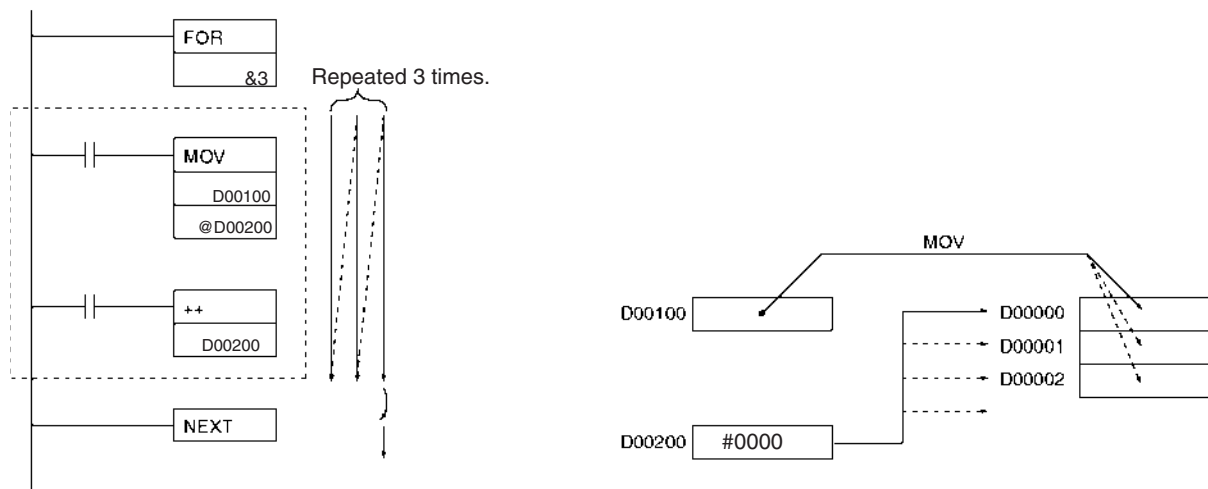 FOR
&3
Repeated 3 times.
MOV
D00100
@D00200
++
D00200
NEXT
MOV
D00100
D00000
D00001
D00002
D00200
#0000